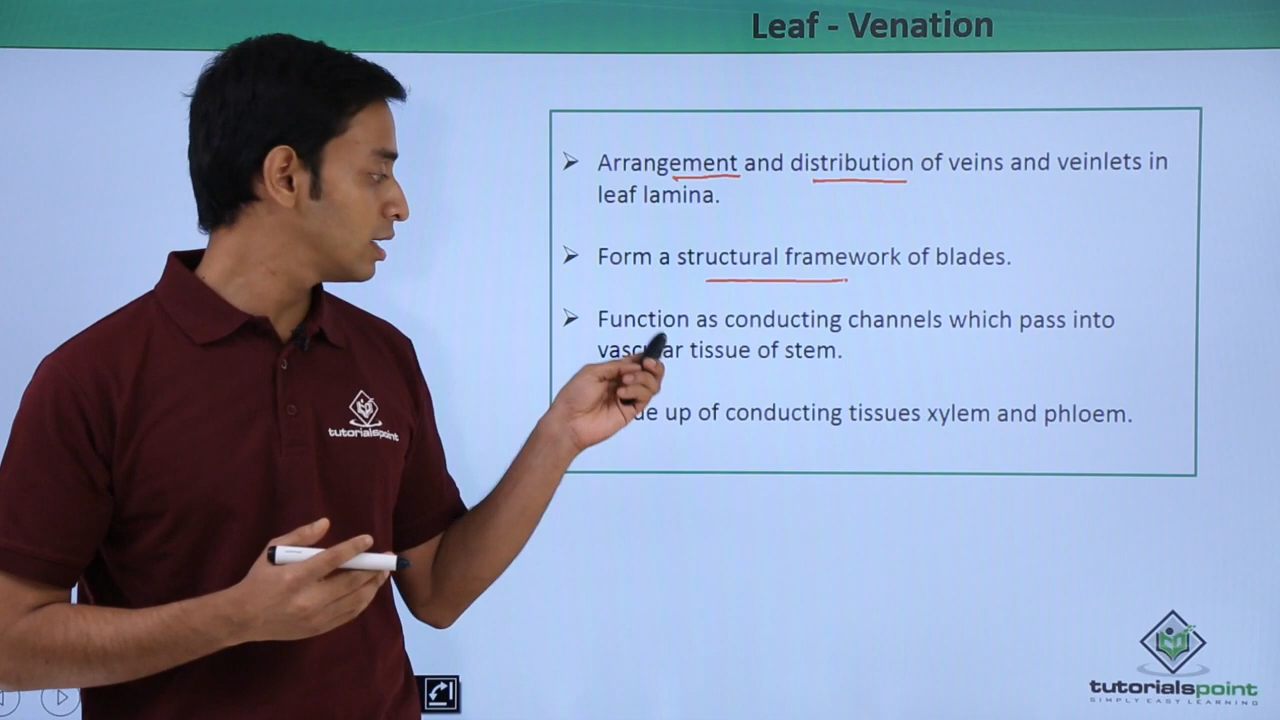 Leaf - Venation
➤ Arrangement and distribution of veins and veinlets in
leaf lamina.
➤ Form a structural framework of blades.
➤ Function as conducting channels which pass into
tissue of stem.
up of conducting tissues xylem and phloem.
tutorialspoint
tutorialspoint
SIMPLY EASY LEARNING